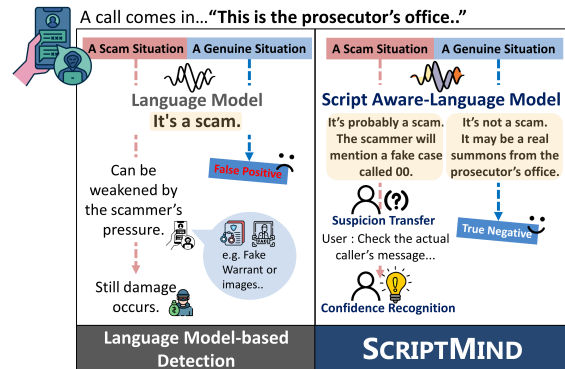 A call comes in…“This is the prosecutor’s office..”
A Scam Situation
A Genuine Situation
Language Model
It's a scam.
False Positive
Can be
weakened by
the scammer’s
pressure.
e.g. Fake
Warrant or
images..
Still damage
occurs.
Language Model-based
Detection
A Scam Situation
A Genuine Situation
Script Aware-Language Model
It’s probably a scam.
The scammer will
mention a fake case
called 00.
It’s not a scam.
It may be a real
summons from the
prosecutor’s office.
(?)
Suspicion Transfer
User : Check the actual
caller’s message...
True Negative
Confidence Recognition
SCRIPTMIND